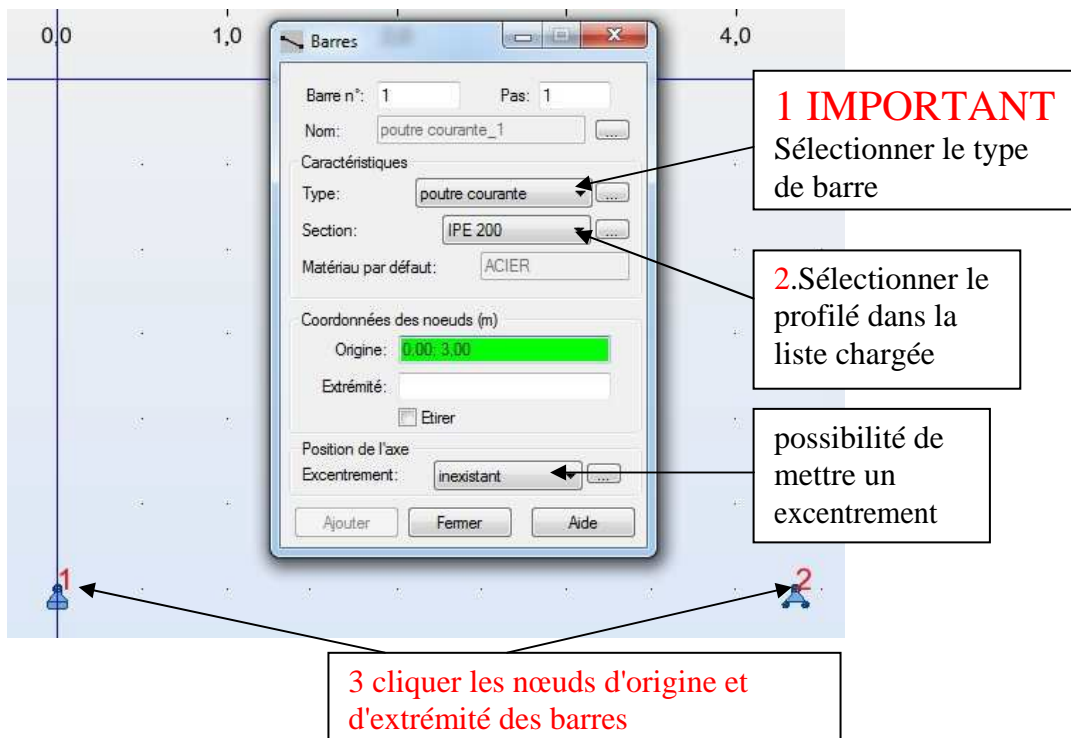 0,0
1,0
4,0
Barres
Barre n°: 1 Pas: 1
Nom: poutre courante_1 ...
Caractéristiques
Type: poutre courante ...
Section: IPE 200 ...
Matériau par défaut: ACIER
Coordonnées des noeuds (m)
Origine: 0,00; 3,00
Extrémité:
Etirer
Position de l'axe
Excentrement: inexistant ...
Ajouter Fermer Aide
1 IMPORTANT
Sélectionner le type
de barre
2.Sélectionner le
profilé dans la
liste chargée
possibilité de
mettre un
excentrement
1
2
3 cliquer les nœuds d'origine et
d'extrémité des barres